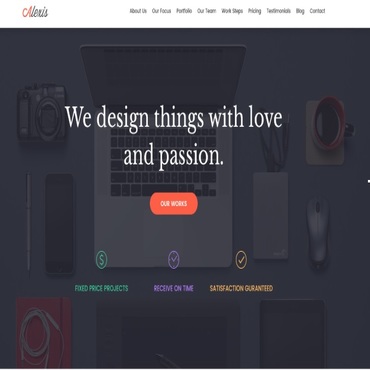 Alexis
About Us Our Focus Portfolio Our Team Work Steps Pricing Testimonials Blog Contact
We design things with love
and passion.
OUR WORKS
FIXED PRICE PROJECTS RECEIVE ON TIME SATISFACTION GURANTEED